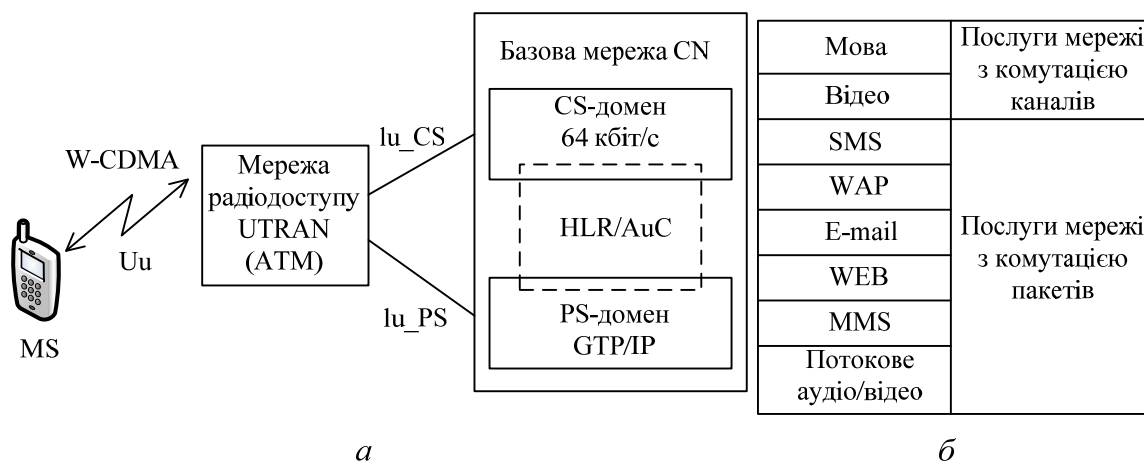 Базова мережа CN
CS-домен
64 кбіт/с
lu_CS
W-CDMA
Мережа
радіодоступу
UTRAN
(ATM)
HLR/AuC
Uu
lu_PS
PS-домен
GTP/IP
MS
а
Мова
Відео
Послуги мережі
з комутацією
каналів
SMS
WAP
E-mail
WEB
MMS
Потокове
аудіо/відео
Послуги мережі
з комутацією
пакетів
б